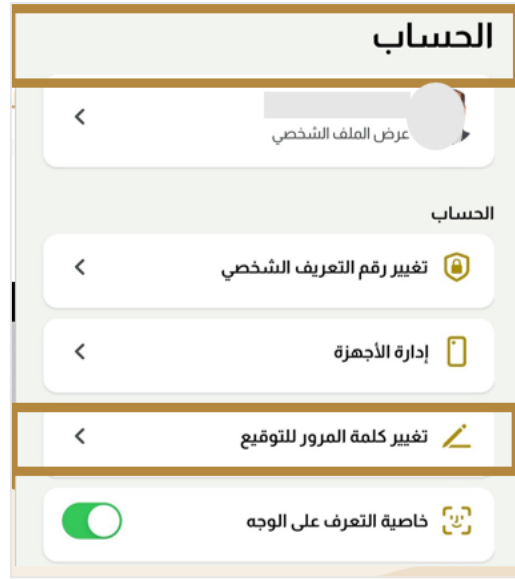 الحساب
عرض الملف الشخصي
الحساب
تغيير رقم التعريف الشخصي
إدارة الأجهزة
تغيير كلمة المرور للتوقيع
خاصية التعرف على الوجه